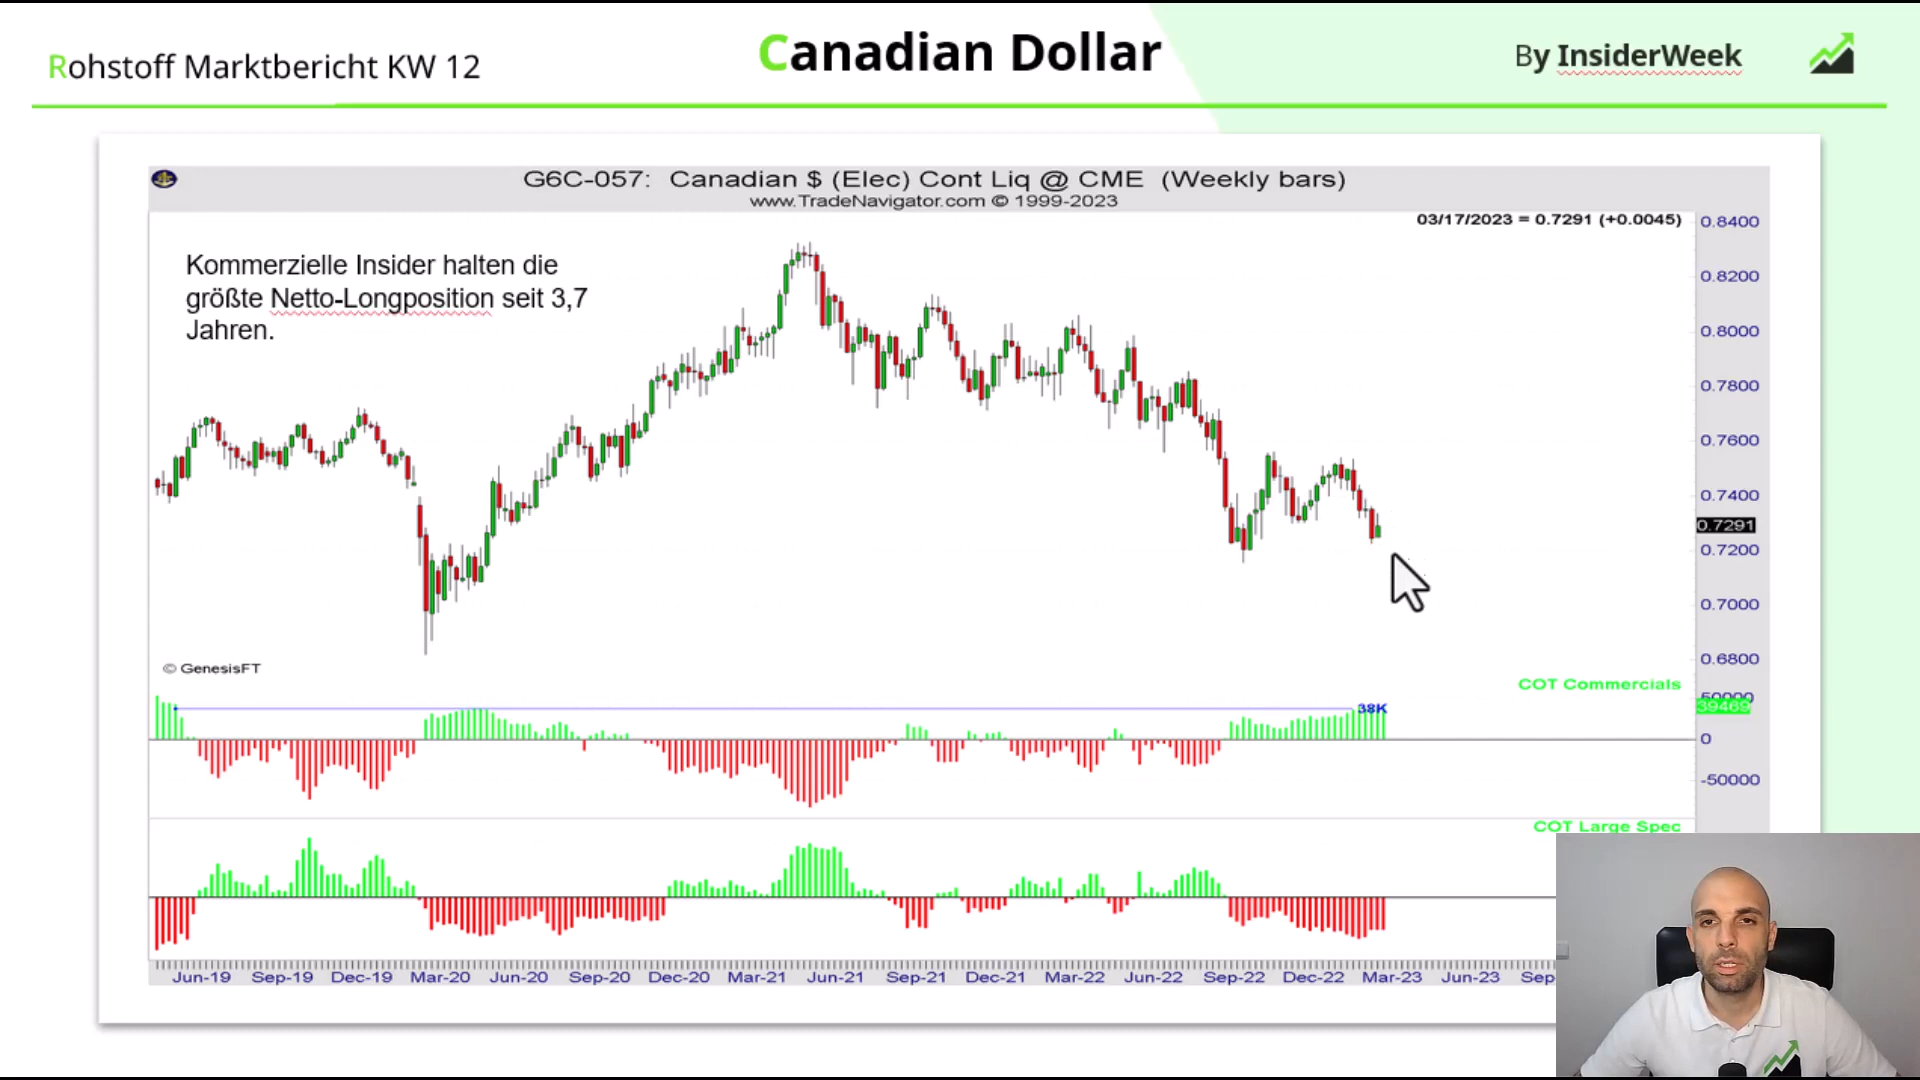 Rohstoff Marktbericht KW 12
Canadian Dollar
By InsiderWeek
G6C-057: Canadian $ (Elec) Cont Liq @ CME (Weekly bars)
www.TradeNavigator.com © 1999-2023
03/17/2023 = 0.7291 (+0.0045)
Kommerzielle Insider halten die
größte Netto-Longposition seit 3,7
Jahren.
0.8400
0.8200
0.8000
0.7800
0.7600
0.7400
0.7291
0.7200
0.7000
0.6800
© GenesisFT
COT Commercials
50000
39469
38K
0
-50000
COT Large Spec
Jun-19 Sep-19 Dec-19 Mar-20 Jun-20 Sep-20 Dec-20 Mar-21 Jun-21 Sep-21 Dec-21 Mar-22 Jun-22 Sep-22 Dec-22 Mar-23 Jun-23 Sep